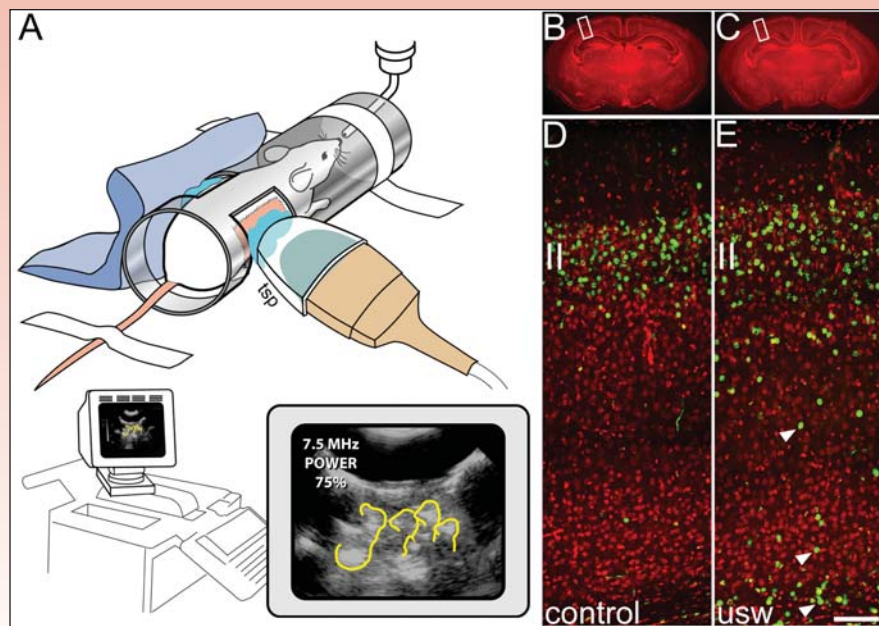 A
tsp
7.5 MHz
POWER
75%
B
C
D
E
II
II
control
usw